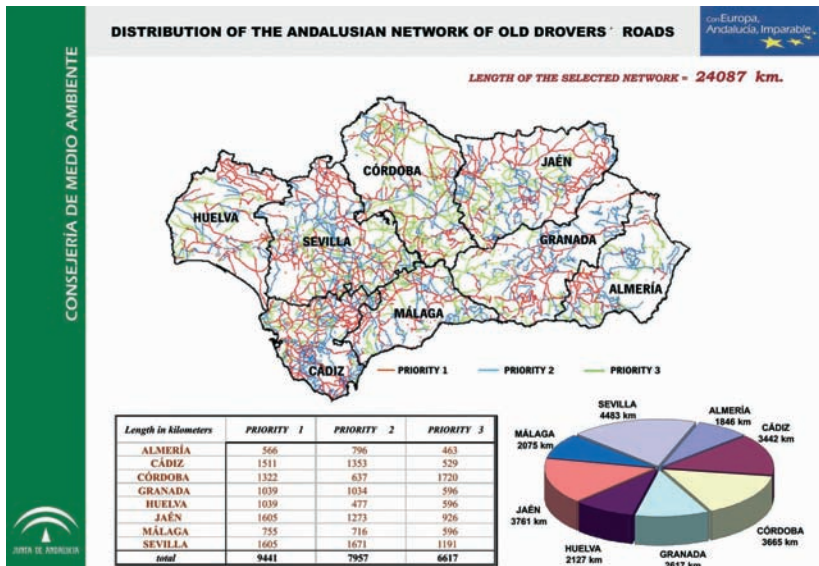 DISTRIBUTION OF THE ANDALUSIAN NETWORK OF OLD DROVERS´ ROADS
Con Europa,
Andalucía, Imparable
CONSEJERÍA DE MEDIO AMBIENTE
LENGTH OF THE SELECTED NETWORK = 24087 km.
CÓRDOBA
JAÉN
HUELVA
SEVILLA
GRANADA
ALMERÍA
MÁLAGA
CÁDIZ
PRIORITY 1 PRIORITY 2 PRIORITY 3
Length in kilometers PRIORITY 1 PRIORITY 2 PRIORITY 3
ALMERÍA 566 796 463
CÁDIZ 1511 1353 529
CÓRDOBA 1322 637 1720
GRANADA 1039 1034 596
HUELVA 1039 477 596
JAÉN 1605 1273 926
MÁLAGA 755 716 596
SEVILLA 1605 1671 1191
total 9441 7957 6617
SEVILLA
4483 km
ALMERÍA
1846 km
CÁDIZ
3442 km
MÁLAGA
2075 km
JAÉN
3761 km
CÓRDOBA
3665 km
HUELVA
2127 km
GRANADA
2617 km
JUNTA DE ANDALUCIA